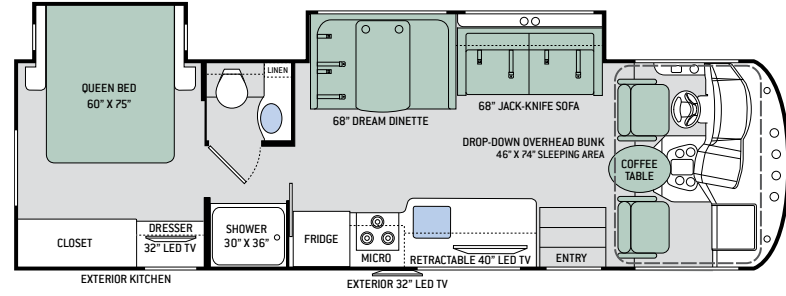 QUEEN BED
60" X 75"
LINEN
68" DREAM DINETTE
68" JACK-KNIFE SOFA
DROP-DOWN OVERHEAD BUNK
46" X 74" SLEEPING AREA
COFFEE
TABLE
CLOSET
DRESSER
32" LED TV
SHOWER
30" X 36"
FRIDGE
MICRO
RETRACTABLE 40" LED TV
ENTRY
EXTERIOR KITCHEN
EXTERIOR 32" LED TV